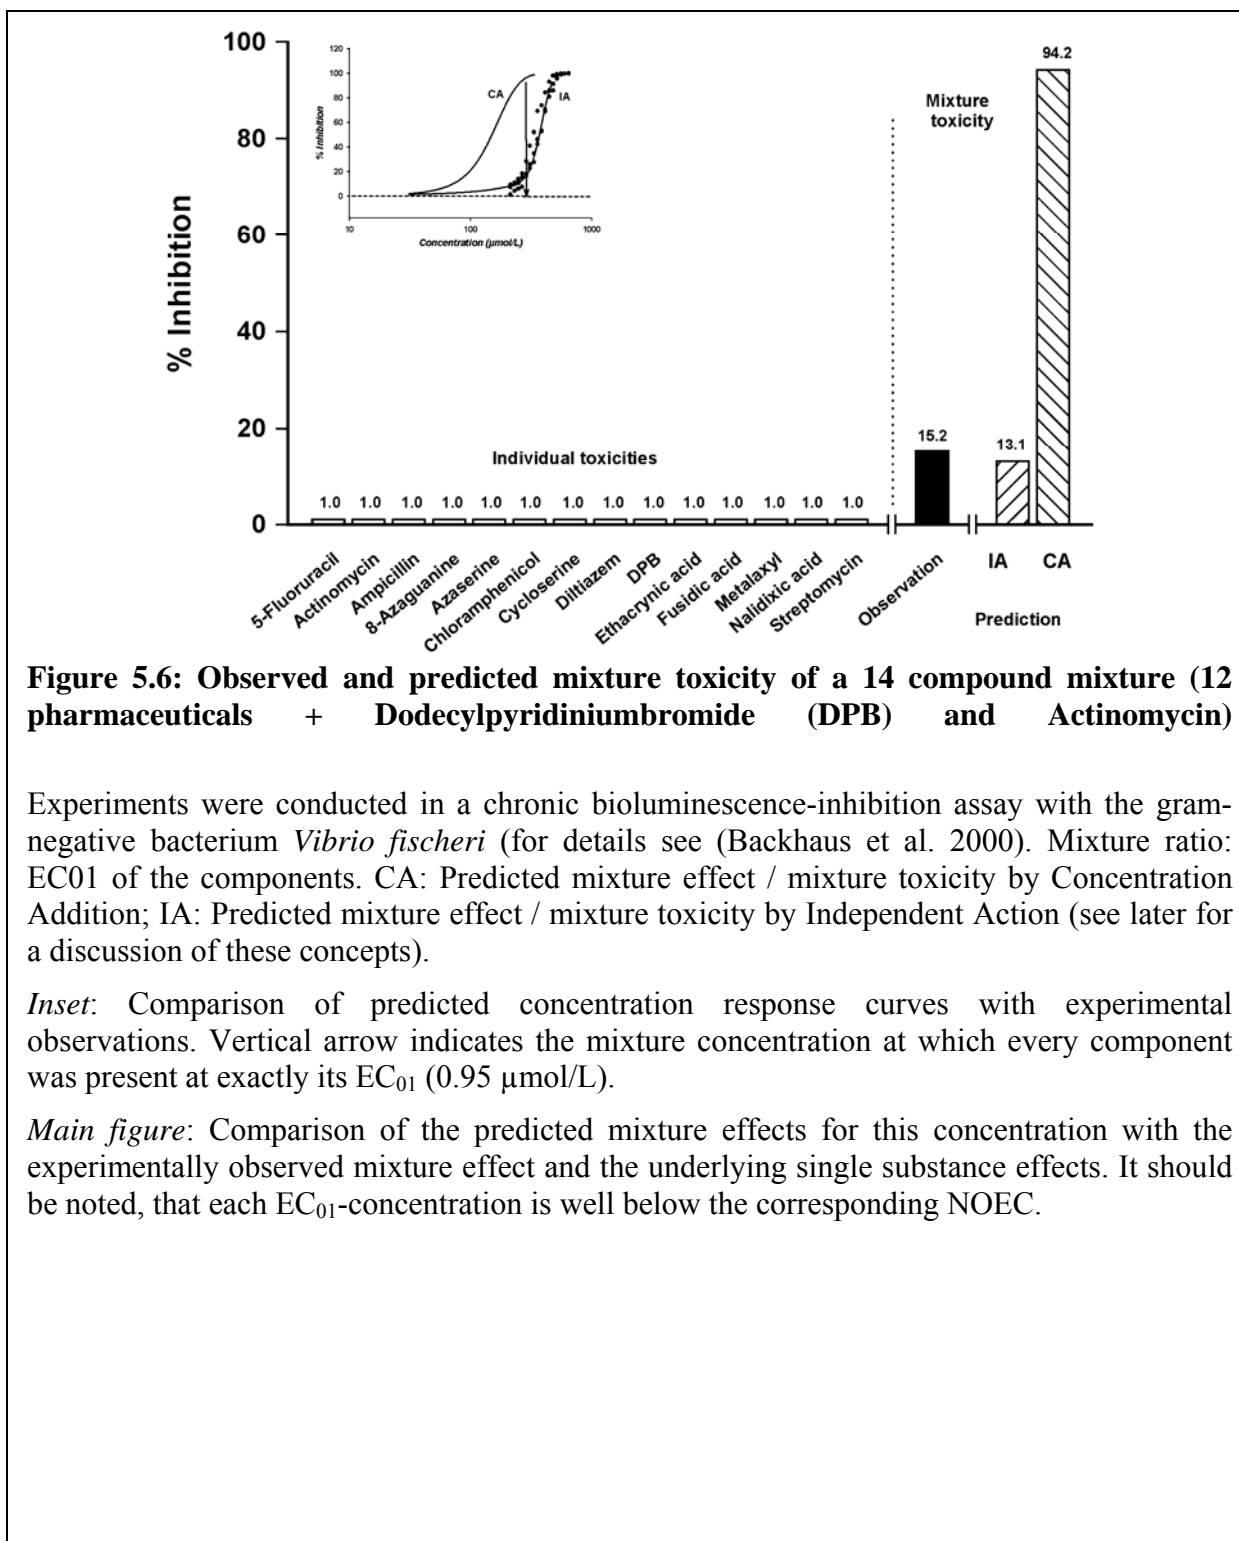 100
80
60
40
20
0
% Inhibition
120
100
80
60
40
20
0
% Inhibition
CA
IA
10
100
1000
Concentration (µmol/L)
Mixture
toxicity
94.2
15.2
13.1
Individual toxicities
1.0 1.0 1.0 1.0 1.0 1.0 1.0 1.0 1.0 1.0 1.0 1.0 1.0 1.0
5-Fluoruracil
Actinomycin
Ampicillin
8-Azaguanine
Azaserine
Chloramphenicol
Cycloserine
Diltiazem
DPB
Ethacrynic acid
Fusidic acid
Metalaxyl
Nalidixic acid
Streptomycin
Observation
IA CA
Prediction
Figure 5.6: Observed and predicted mixture toxicity of a 14 compound mixture (12
pharmaceuticals + Dodecylpyridiniumbromide (DPB) and Actinomycin)
Experiments were conducted in a chronic bioluminescence-inhibition assay with the gram-
negative bacterium Vibrio fischeri (for details see (Backhaus et al. 2000). Mixture ratio:
EC01 of the components. CA: Predicted mixture effect / mixture toxicity by Concentration
Addition; IA: Predicted mixture effect / mixture toxicity by Independent Action (see later for
a discussion of these concepts).
Inset: Comparison of predicted concentration response curves with experimental
observations. Vertical arrow indicates the mixture concentration at which every component
was present at exactly its EC01 (0.95 µmol/L).
Main figure: Comparison of the predicted mixture effects for this concentration with the
experimentally observed mixture effect and the underlying single substance effects. It should
be noted, that each EC01-concentration is well below the corresponding NOEC.